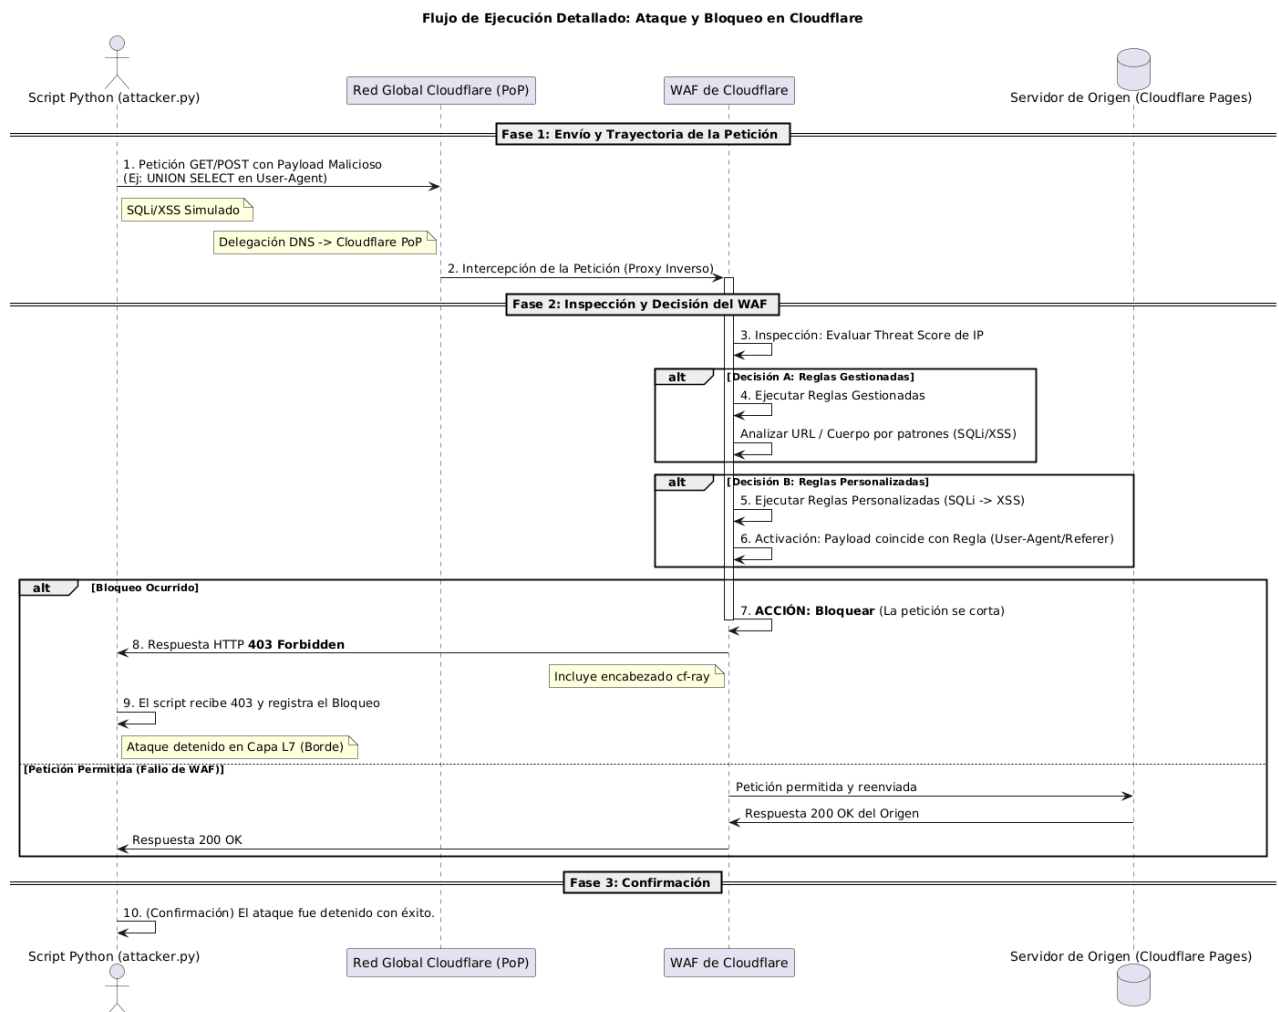 Flujo de Ejecución Detallado: Ataque y Bloqueo en Cloudflare
Script Python (attacker.py)
Red Global Cloudflare (PoP)
WAF de Cloudflare
Servidor de Origen (Cloudflare Pages)
Fase 1: Envío y Trayectoria de la Petición
1. Petición GET/POST con Payload Malicioso
(Ej: UNION SELECT en User-Agent)
SQLi/XSS Simulado
Delegación DNS -> Cloudflare PoP
2. Intercepción de la Petición (Proxy Inverso)
Fase 2: Inspección y Decisión del WAF
3. Inspección: Evaluar Threat Score de IP
alt [Decisión A: Reglas Gestionadas]
4. Ejecutar Reglas Gestionadas
Analizar URL / Cuerpo por patrones (SQLi/XSS)
alt [Decisión B: Reglas Personalizadas]
5. Ejecutar Reglas Personalizadas (SQLi -> XSS)
6. Activación: Payload coincide con Regla (User-Agent/Referer)
alt [Bloqueo Ocurrido]
7. ACCIÓN: Bloquear (La petición se corta)
8. Respuesta HTTP 403 Forbidden
Incluye encabezado cf-ray
9. El script recibe 403 y registra el Bloqueo
Ataque detenido en Capa L7 (Borde)
[Petición Permitida (Fallo de WAF)]
Petición permitida y reenviada
Respuesta 200 OK del Origen
Respuesta 200 OK
Fase 3: Confirmación
10. (Confirmación) El ataque fue detenido con éxito.
Script Python (attacker.py)
Red Global Cloudflare (PoP)
WAF de Cloudflare
Servidor de Origen (Cloudflare Pages)